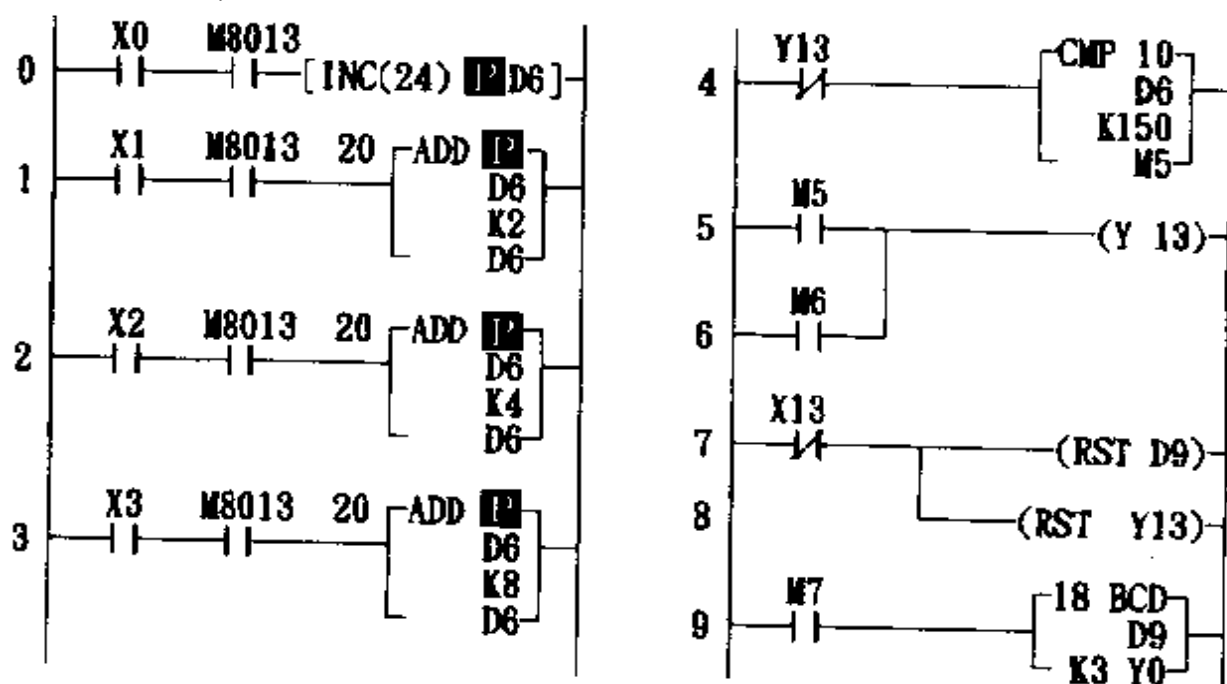 X0 M8013
0 [INC(24) P D6]
X1 M8013 20 ADD P
1 D6
K2
D6
X2 M8013 20 ADD P
2 D6
K4
D6
X3 M8013 20 ADD P
3 D6
K8
D6
Y13 CMP 10
4 D6
K150
M5
M5
5 (Y 13)
M6
6
X13
7 (RST D9)
8 (RST Y13)
M7 18 BCD
9 D9
K3 Y0